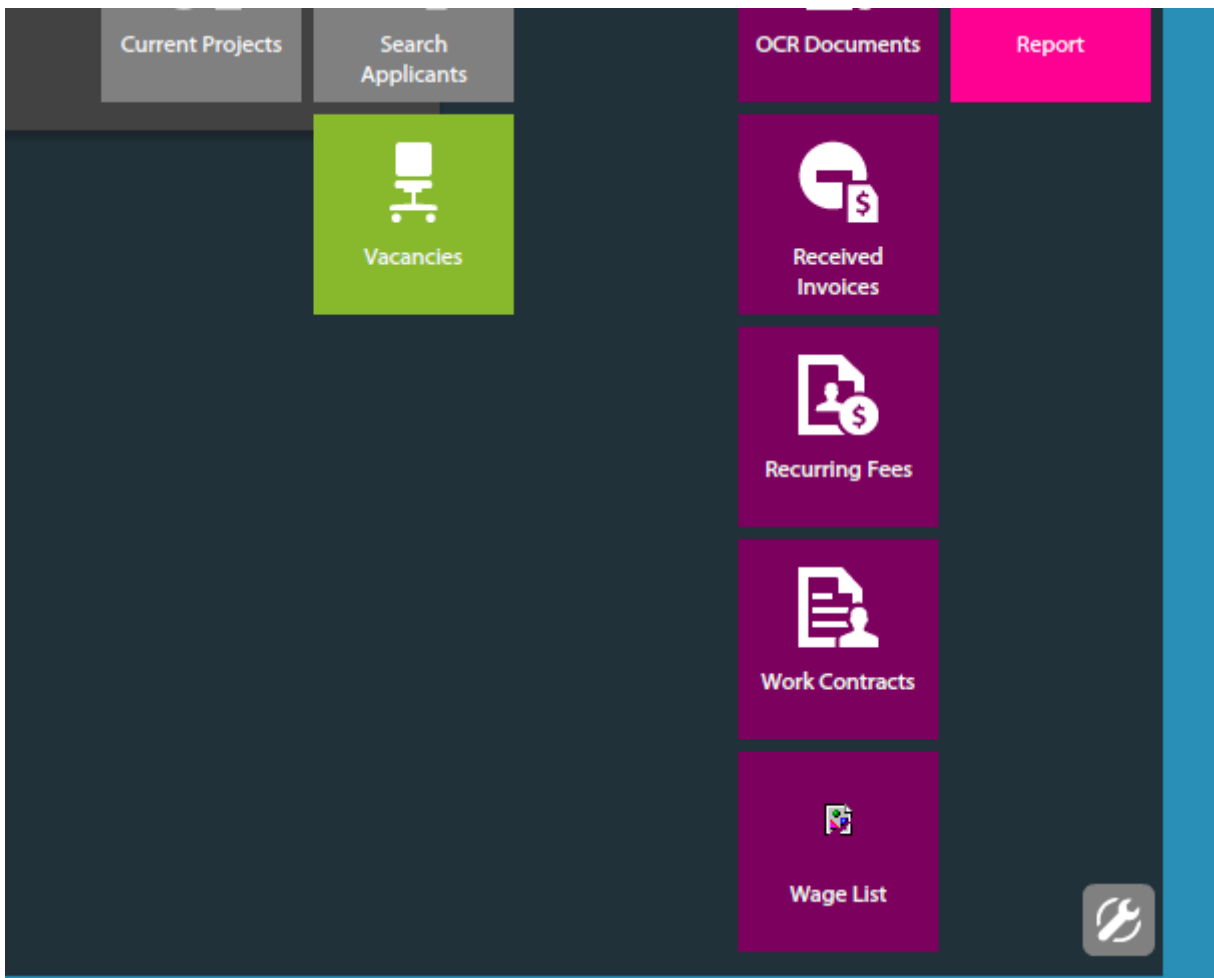 Current Projects
Search
Applicants
OCR Documents
Report
Vacancies
$
Received
Invoices
$
Recurring Fees
Work Contracts
Wage List